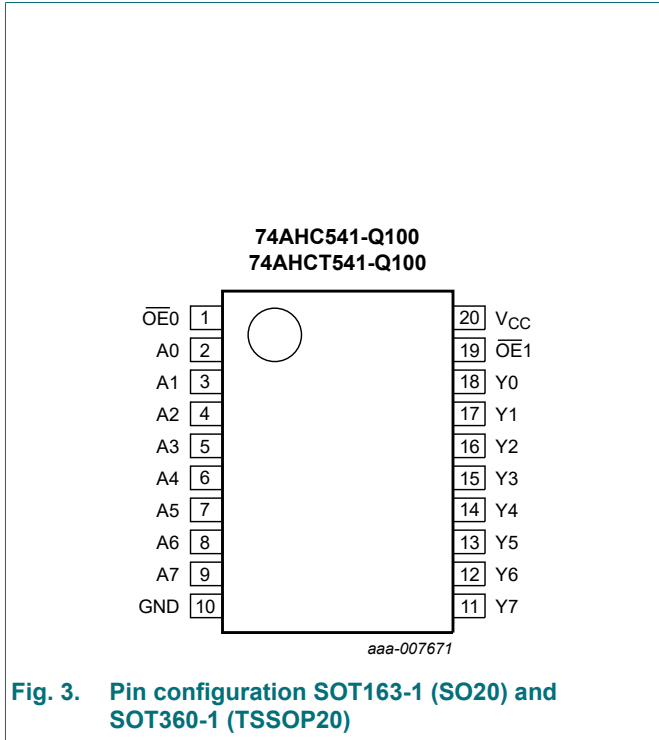 74AHC541-Q100
74AHCT541-Q100
O̅E̅0 1 20 VCC
A0 2 19 O̅E̅1
A1 3 18 Y0
A2 4 17 Y1
A3 5 16 Y2
A4 6 15 Y3
A5 7 14 Y4
A6 8 13 Y5
A7 9 12 Y6
GND 10 11 Y7
aaa-007671
Fig. 3. Pin configuration SOT163-1 (SO20) and
SOT360-1 (TSSOP20)